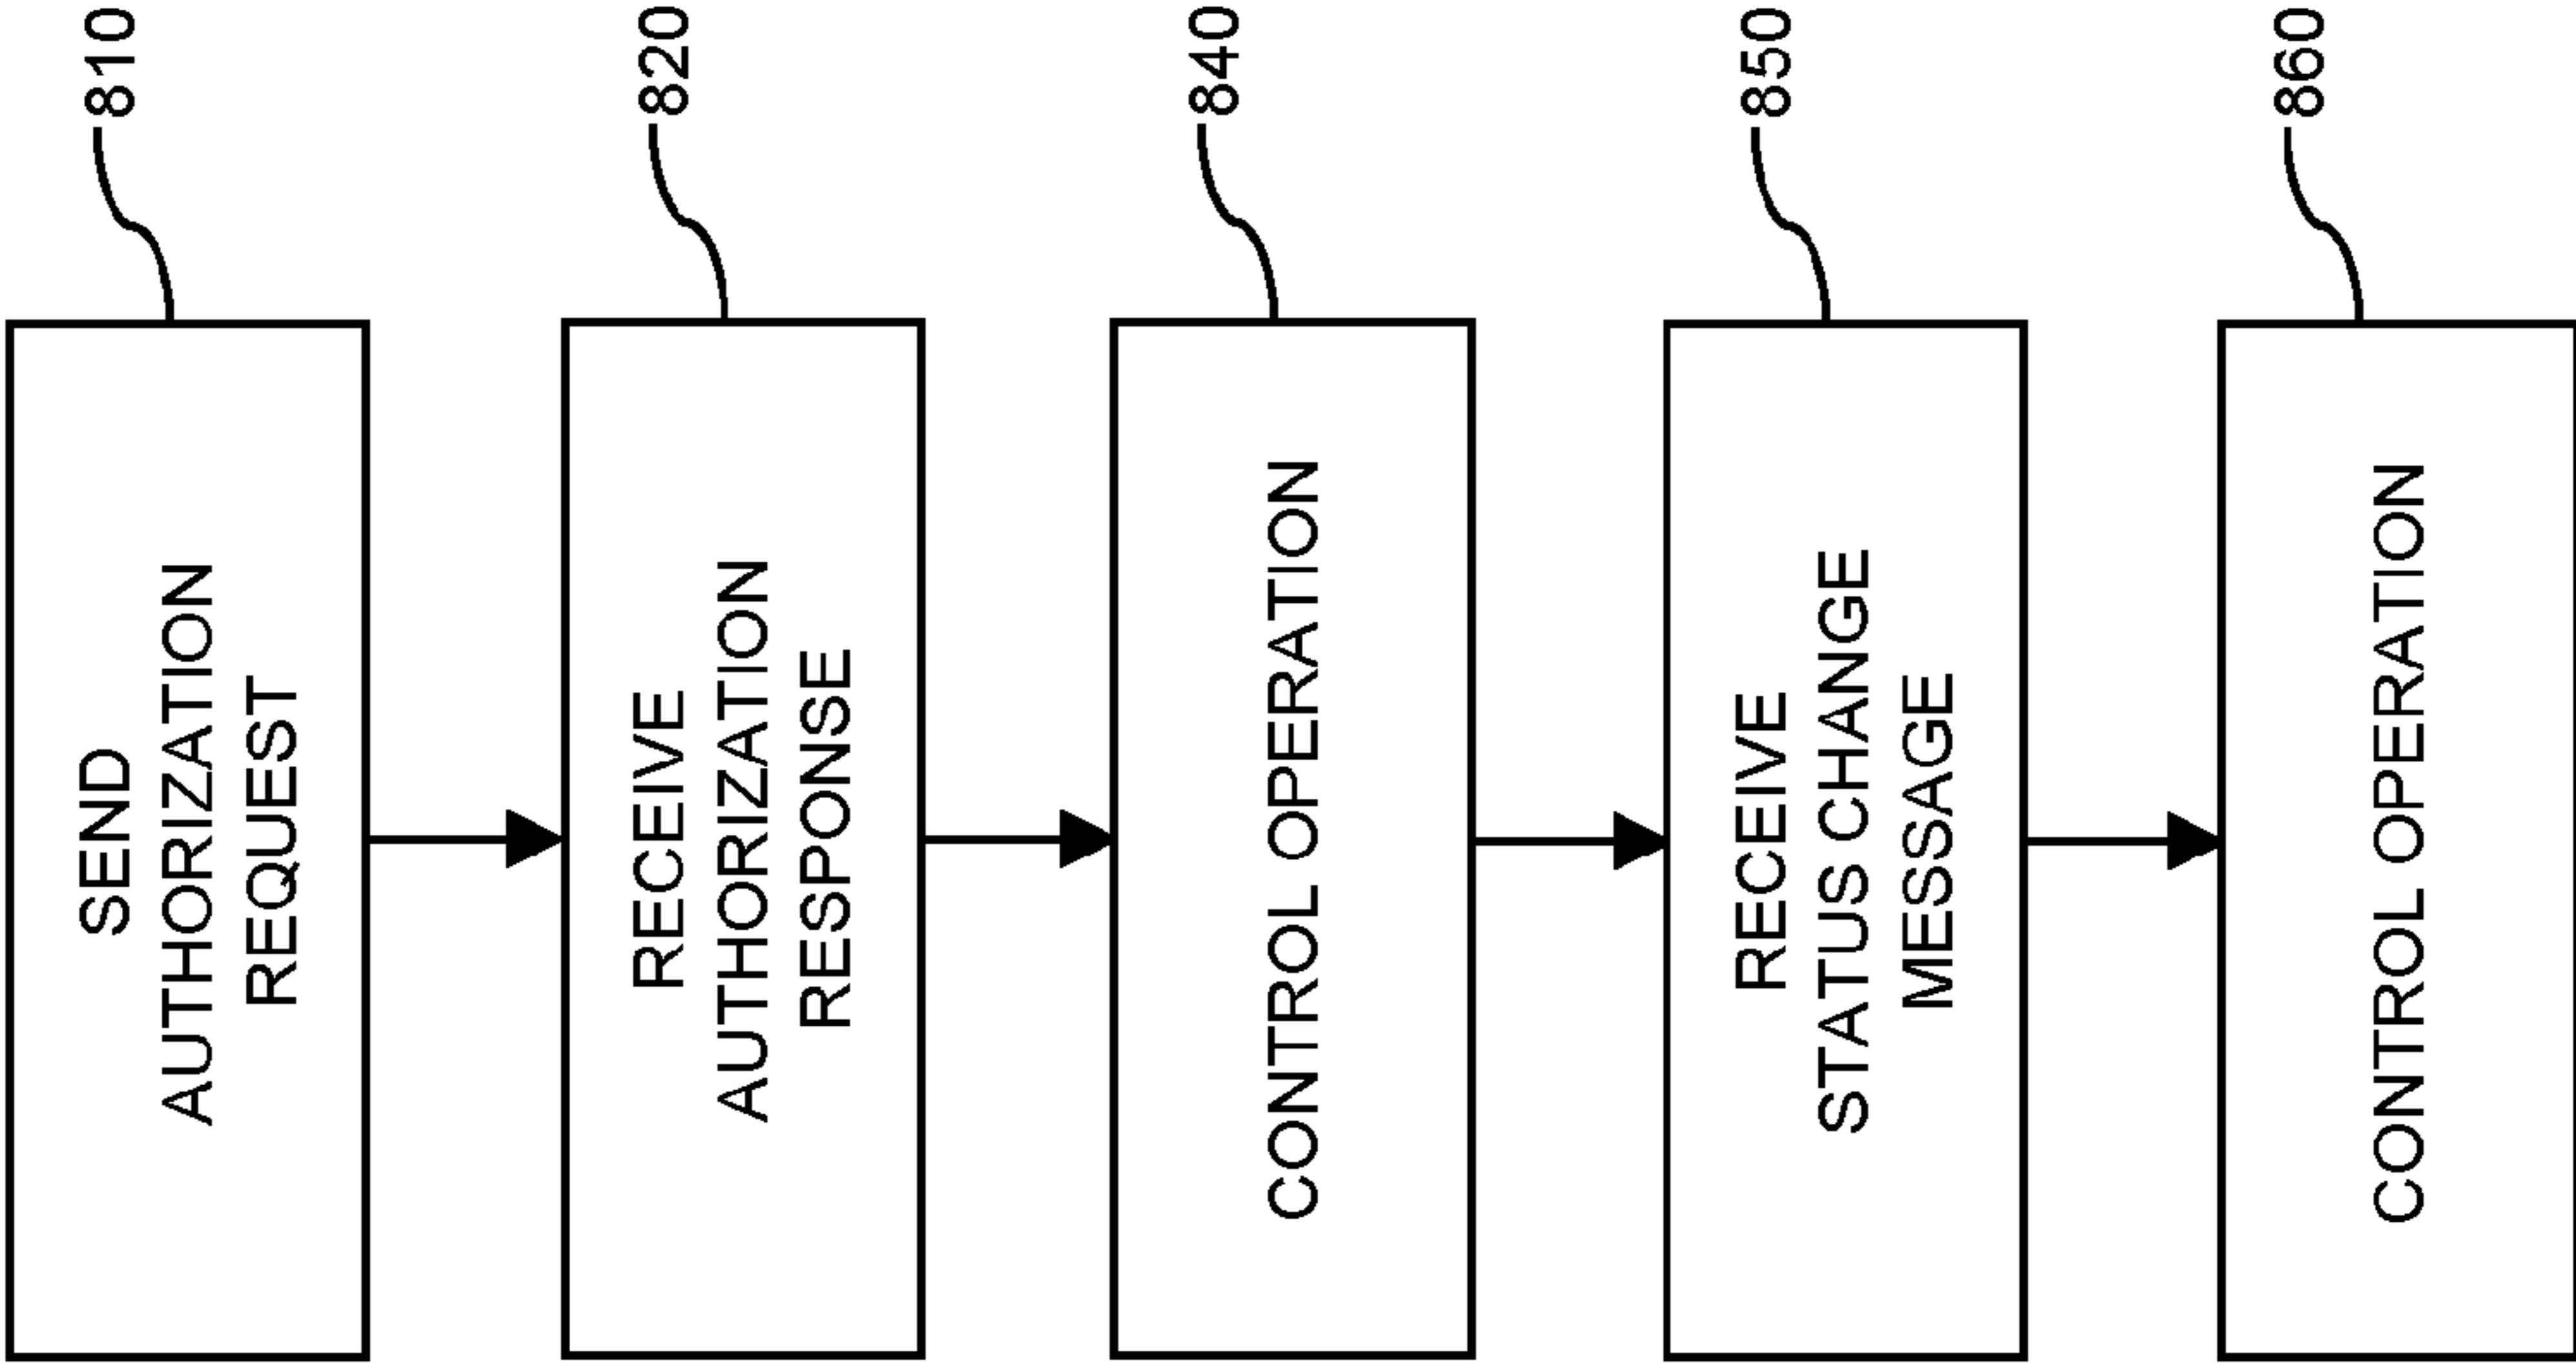 SEND
AUTHORIZATION
REQUEST
810
RECEIVE
AUTHORIZATION
RESPONSE
820
CONTROL OPERATION
840
RECEIVE
STATUS CHANGE
MESSAGE
850
CONTROL OPERATION
860